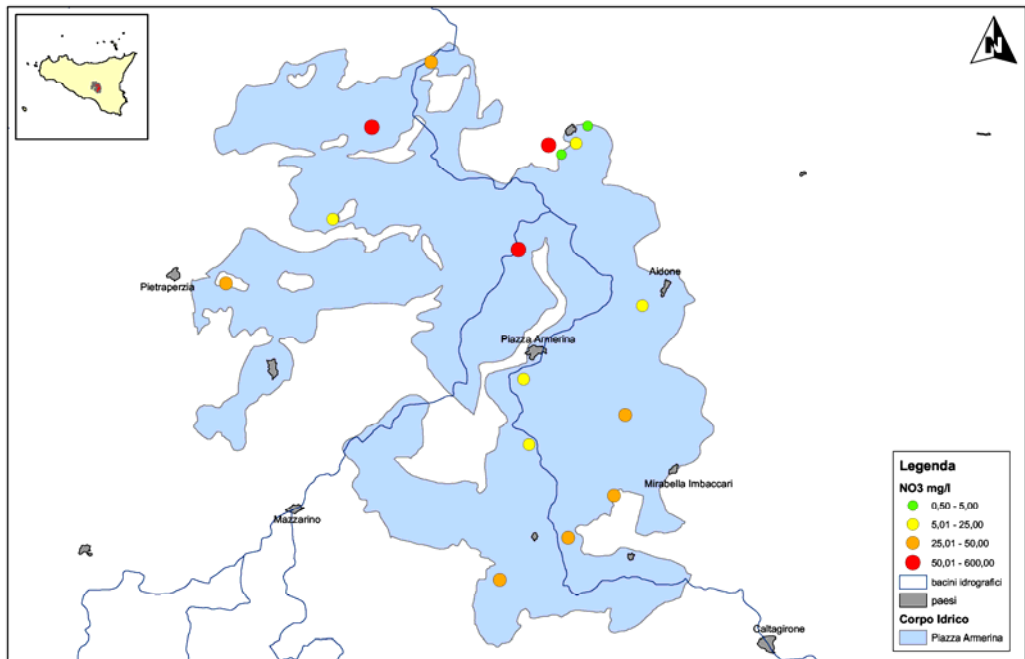 N
Pietraperzia
Aidone
Piazza Armerina
Mirabella Imbaccari
Mazzarino
Caltagirone
Legenda
NO3 mg/l
0,50 - 5,00
5,01 - 25,00
25,01 - 50,00
50,01 - 600,00
bacini idrografici
paesi
Corpo Idrico
Piazza Armerina